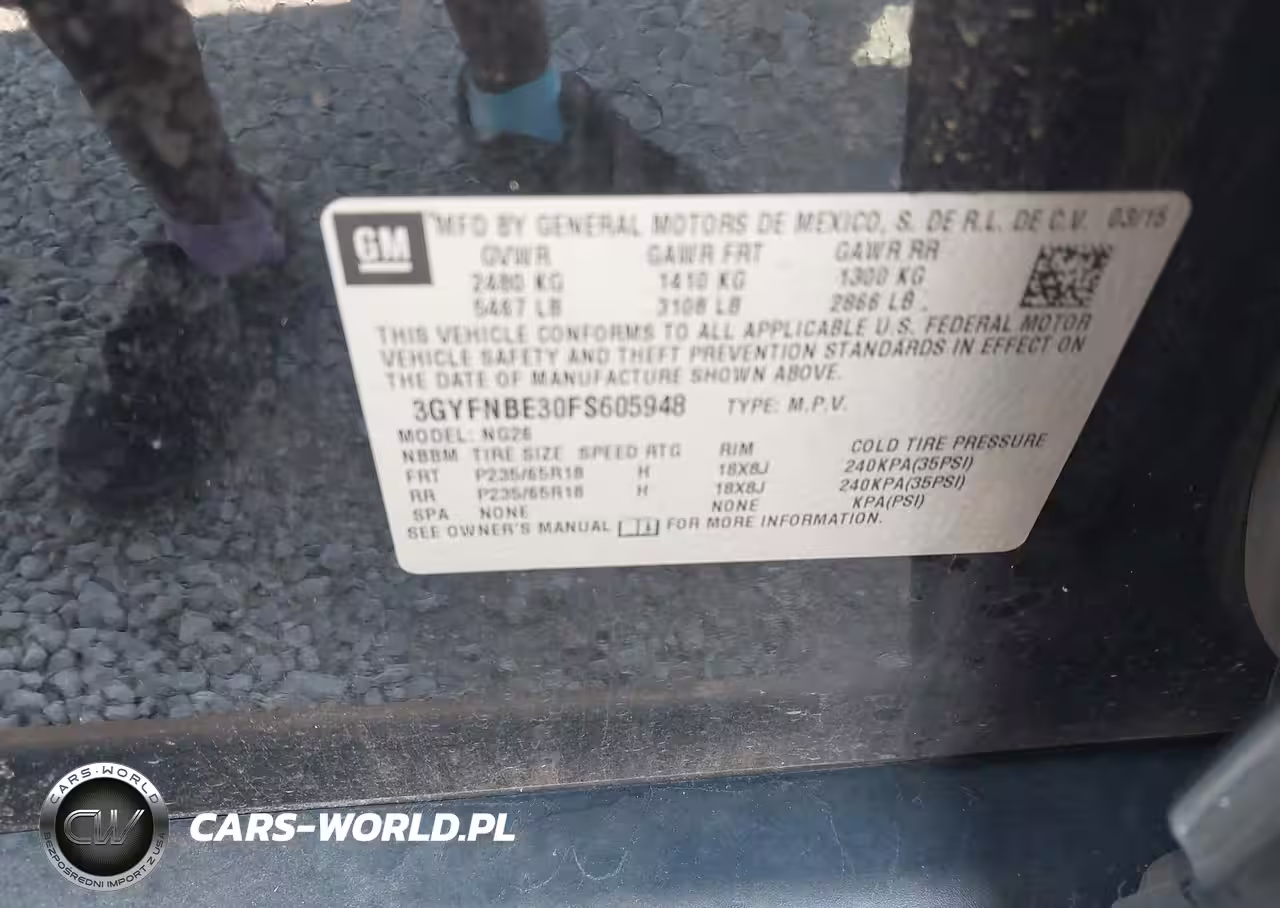 GM
MFD BY GENERAL MOTORS DE MEXICO, S. DE R.L. DE C.V. 03/15
GVWR GAWR FRT GAWR RR
2480 KG 1410 KG 1300 KG
5467 LB 3108 LB 2866 LB
THIS VEHICLE CONFORMS TO ALL APPLICABLE U.S. FEDERAL MOTOR
VEHICLE SAFETY AND THEFT PREVENTION STANDARDS IN EFFECT ON
THE DATE OF MANUFACTURE SHOWN ABOVE.
3GYFNBE30FS605948 TYPE: M.P.V.
MODEL: NG26
NBBM TIRE SIZE SPEED RTG RIM COLD TIRE PRESSURE
FRT P235/65R18 H 18X8J 240KPA(35PSI)
RR P235/65R18 H 18X8J 240KPA(35PSI)
SPA NONE NONE KPA(PSI)
SEE OWNER'S MANUAL FOR MORE INFORMATION.
CARS-WORLD
CW
BEZPOŚREDNI IMPORT Z USA
CARS-WORLD.PL